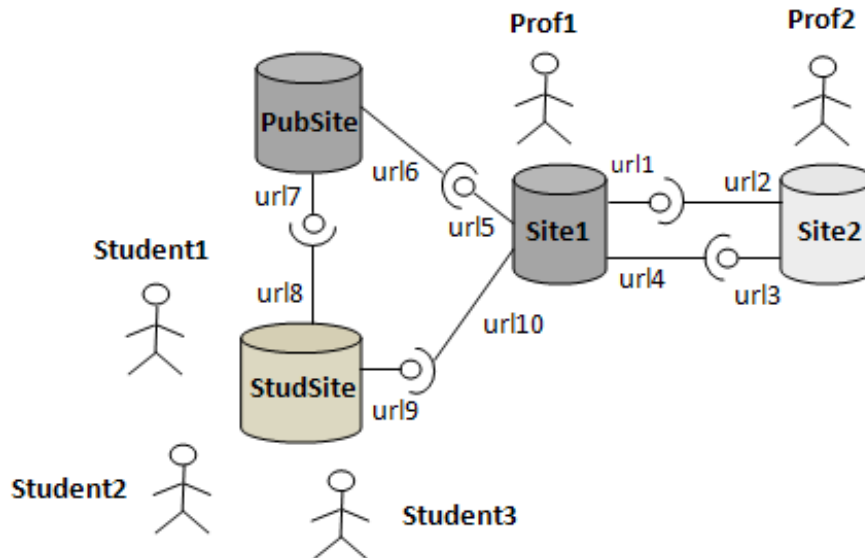 Prof1
Prof2
PubSite
url6
url1
url2
url7
url5
Site1
Site2
Student1
url8
url4
url3
url10
StudSite
url9
Student2
Student3